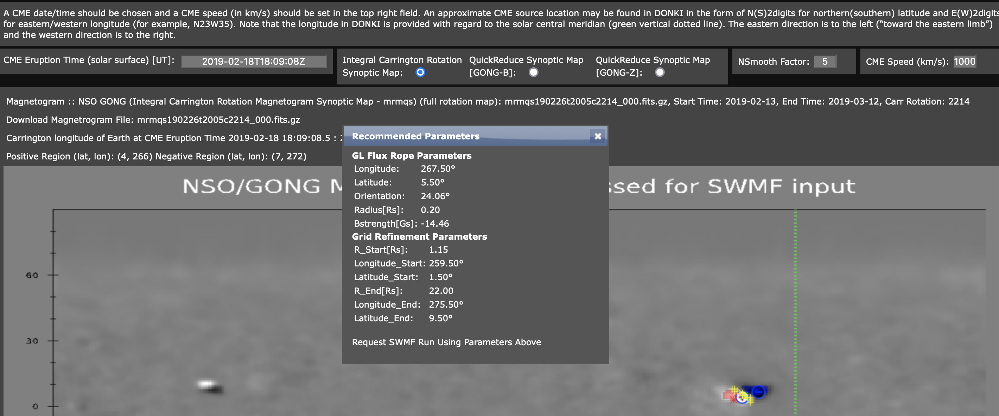 A CME date/time should be chosen and a CME speed (in km/s) should be set in the top right field. An approximate CME source location may be found in DONKI in the form of N(S)2digits for northern(southern) latitude and E(W)2digits
for eastern/western longitude (for example, N23W35). Note that the longitude in DONKI is provided with regard to the solar central meridian (green vertical dotted line). The eastern direction is to the left (“toward the eastern limb”)
and the western direction is to the right.
CME Eruption Time (solar surface) [UT]: 2019-02-18T18:09:08Z
Integral Carrington Rotation
Synoptic Map:
QuickReduce Synoptic Map
[GONG-B]:
QuickReduce Synoptic Map
[GONG-Z]:
NSmooth Factor: 5
CME Speed (km/s): 1000
Magnetogram :: NSO GONG (Integral Carrington Rotation Magnetogram Synoptic Map - mrmqs) (full rotation map): mrmqs190226t2005c2214_000.fits.gz, Start Time: 2019-02-13, End Time: 2019-03-12, Carr Rotation: 2214
Download Magnetrogram File: mrmqs190226t2005c2214_000.fits.gz
Carrington longitude of Earth at CME Eruption Time 2019-02-18 18:09:08.5 :
Positive Region (lat, lon): (4, 266) Negative Region (lat, lon): (7, 272)
Recommended Parameters
GL Flux Rope Parameters
Longitude: 267.50°
Latitude: 5.50°
Orientation: 24.06°
Radius[Rs]: 0.20
Bstrength[Gs]: -14.46
Grid Refinement Parameters
R_Start[Rs]: 1.15
Longitude_Start: 259.50°
Latitude_Start: 1.50°
R_End[Rs]: 22.00
Longitude_End: 275.50°
Latitude_End: 9.50°
Request SWMF Run Using Parameters Above
NSO/GONG M
ssed for SWMF input
60
30
0